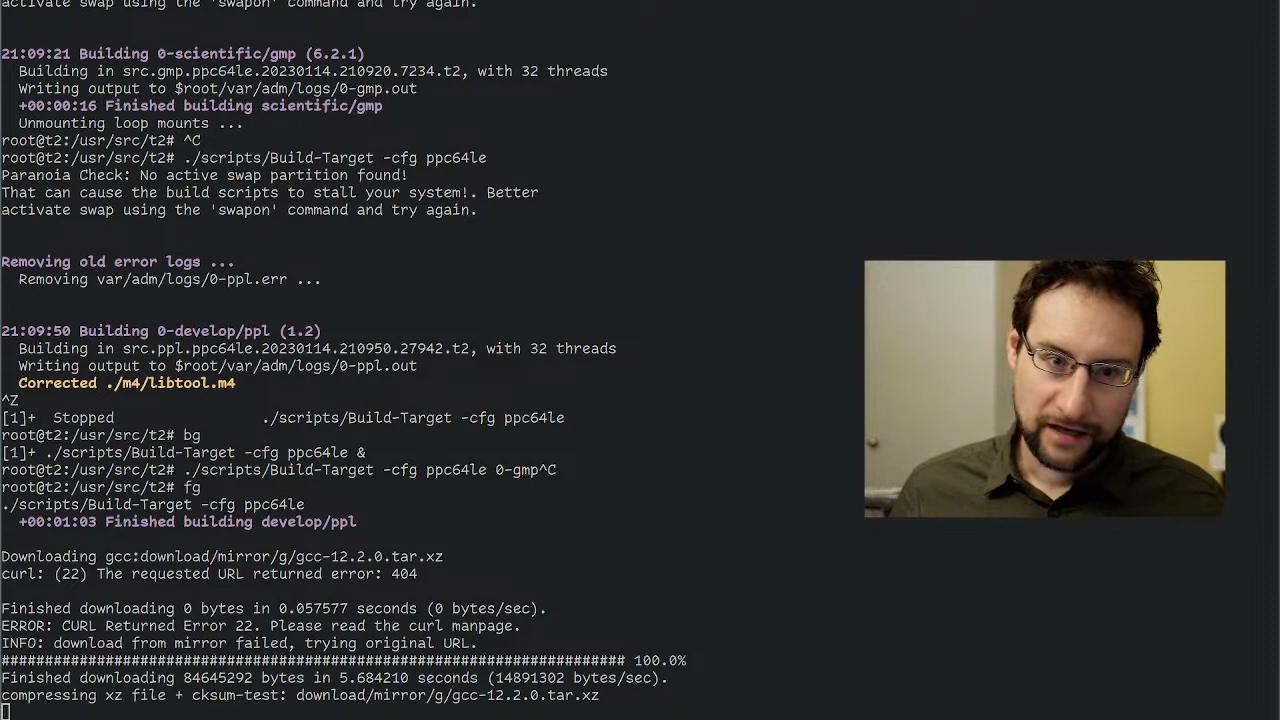 activate swap using the 'swapon' command and try again.
21:09:21 Building 0-scientific/gmp (6.2.1)
Building in src.gmp.ppc64le.20230114.210920.7234.t2, with 32 threads
Writing output to $root/var/adm/logs/0-gmp.out
+00:00:16 Finished building scientific/gmp
Unmounting loop mounts ...
root@t2:/usr/src/t2# ^C
root@t2:/usr/src/t2# ./scripts/Build-Target -cfg ppc64le
Paranoia Check: No active swap partition found!
That can cause the build scripts to stall your system!. Better
activate swap using the 'swapon' command and try again.
Removing old error logs ...
Removing var/adm/logs/0-ppl.err ...
21:09:50 Building 0-develop/ppl (1.2)
Building in src.ppl.ppc64le.20230114.210950.27942.t2, with 32 threads
Writing output to $root/var/adm/logs/0-ppl.out
Corrected ./m4/libtool.m4
^Z
[1]+  Stopped                 ./scripts/Build-Target -cfg ppc64le
root@t2:/usr/src/t2# bg
[1]+ ./scripts/Build-Target -cfg ppc64le &
root@t2:/usr/src/t2# ./scripts/Build-Target -cfg ppc64le 0-gmp^C
root@t2:/usr/src/t2# fg
./scripts/Build-Target -cfg ppc64le
+00:01:03 Finished building develop/ppl
Downloading gcc:download/mirror/g/gcc-12.2.0.tar.xz
curl: (22) The requested URL returned error: 404
Finished downloading 0 bytes in 0.057577 seconds (0 bytes/sec).
ERROR: CURL Returned Error 22. Please read the curl manpage.
INFO: download from mirror failed, trying original URL.
######################################################################## 100.0%
Finished downloading 84645292 bytes in 5.684210 seconds (14891302 bytes/sec).
compressing xz file + cksum-test: download/mirror/g/gcc-12.2.0.tar.xz